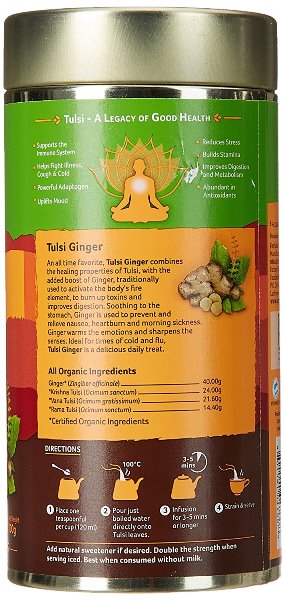 Tulsi - A Legacy of Good Health
• Supports the
Immune System
• Helps Fight Illness,
Cough & Cold
• Powerful Adaptogen
• Uplifts Mood
• Reduces Stress
• Builds Stamina
• Improves Digestion
and Metabolism
• Abundant in
Antioxidants
Tulsi Ginger
An all time favorite, Tulsi Ginger combines
the healing properties of Tulsi, with the
added boost of Ginger, traditionally
used to activate the body's fire
element, to burn up toxins and
improves digestion. Soothing to the
stomach, Ginger is used to prevent and
relieve nausea, heartburn and morning sickness.
Ginger warms the emotions and sharpens the
senses. Ideal for times of cold and flu,
Tulsi Ginger is a delicious daily treat.
All Organic Ingredients
Ginger* (Zingiber officinale) 40.00g
*Krishna Tulsi (Ocimum sanctum) 24.00g
*Vana Tulsi (Ocimum gratissimum) 21.60g
*Rama Tulsi (Ocimum sanctum) 14.40g
*Certified Organic Ingredients
DIRECTIONS
100°C
3-5
mins
1 Place one
teaspoonful
per cup (120 ml)
2 Pour just
boiled water
directly onto
Tulsi leaves.
3 Infusion
for 3-5 mins
or longer
4 Strain & serve
Add natural sweetener if desired. Double the strength when
serving iced. Best when consumed without milk.